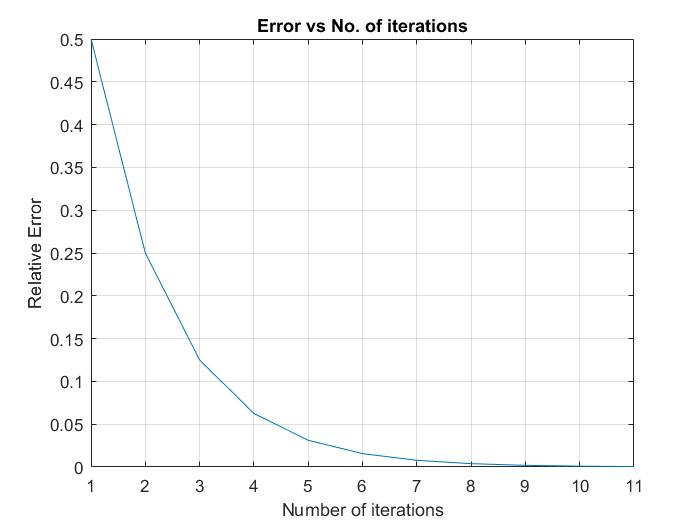 Error vs No. of iterations
0.5
0.45
0.4
0.35
0.3
0.25
0.2
0.15
0.1
0.05
0
Relative Error
1 2 3 4 5 6 7 8 9 10 11
Number of iterations